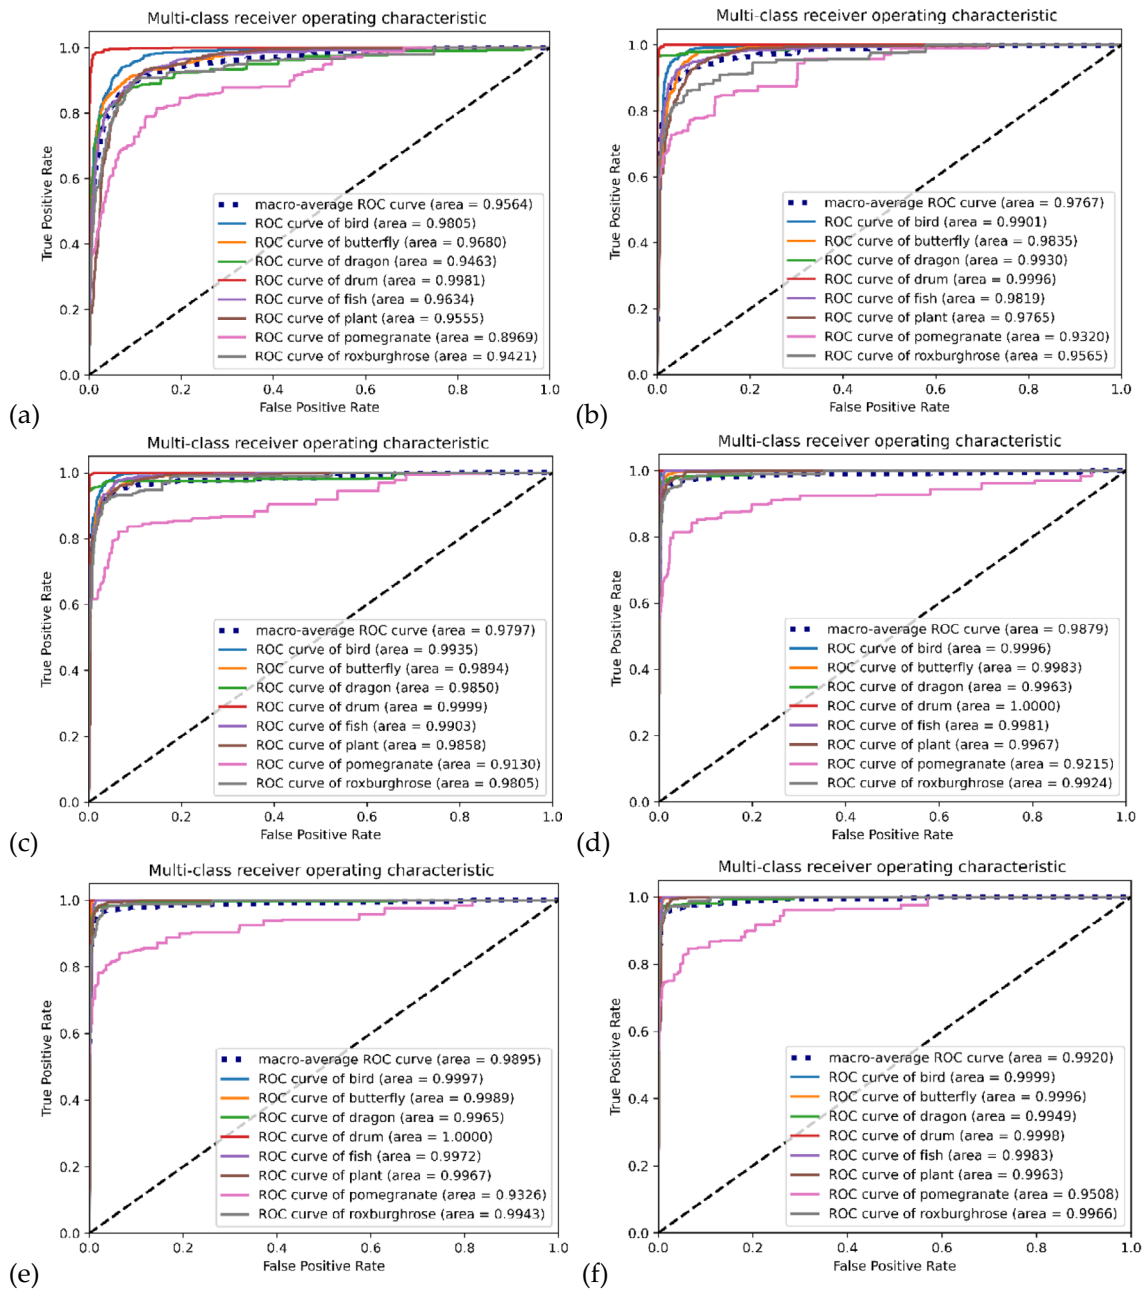 Multi-class receiver operating characteristic
True Positive Rate
1.0
0.8
0.6
0.4
0.2
0.0
macro-average ROC curve (area = 0.9564)
ROC curve of bird (area = 0.9805)
ROC curve of butterfly (area = 0.9680)
ROC curve of dragon (area = 0.9463)
ROC curve of drum (area = 0.9981)
ROC curve of fish (area = 0.9634)
ROC curve of plant (area = 0.9555)
ROC curve of pomegranate (area = 0.8969)
ROC curve of roxburghrose (area = 0.9421)
0.0 0.2 0.4 0.6 0.8 1.0
False Positive Rate
(a)
Multi-class receiver operating characteristic
True Positive Rate
1.0
0.8
0.6
0.4
0.2
0.0
macro-average ROC curve (area = 0.9767)
ROC curve of bird (area = 0.9901)
ROC curve of butterfly (area = 0.9835)
ROC curve of dragon (area = 0.9930)
ROC curve of drum (area = 0.9996)
ROC curve of fish (area = 0.9819)
ROC curve of plant (area = 0.9765)
ROC curve of pomegranate (area = 0.9320)
ROC curve of roxburghrose (area = 0.9565)
0.0 0.2 0.4 0.6 0.8 1.0
False Positive Rate
(b)
Multi-class receiver operating characteristic
True Positive Rate
1.0
0.8
0.6
0.4
0.2
0.0
macro-average ROC curve (area = 0.9797)
ROC curve of bird (area = 0.9935)
ROC curve of butterfly (area = 0.9894)
ROC curve of dragon (area = 0.9850)
ROC curve of drum (area = 0.9999)
ROC curve of fish (area = 0.9903)
ROC curve of plant (area = 0.9858)
ROC curve of pomegranate (area = 0.9130)
ROC curve of roxburghrose (area = 0.9805)
0.0 0.2 0.4 0.6 0.8 1.0
False Positive Rate
(c)
Multi-class receiver operating characteristic
True Positive Rate
1.0
0.8
0.6
0.4
0.2
0.0
macro-average ROC curve (area = 0.9879)
ROC curve of bird (area = 0.9996)
ROC curve of butterfly (area = 0.9983)
ROC curve of dragon (area = 0.9963)
ROC curve of drum (area = 1.0000)
ROC curve of fish (area = 0.9981)
ROC curve of plant (area = 0.9967)
ROC curve of pomegranate (area = 0.9215)
ROC curve of roxburghrose (area = 0.9924)
0.0 0.2 0.4 0.6 0.8 1.0
False Positive Rate
(d)
Multi-class receiver operating characteristic
True Positive Rate
1.0
0.8
0.6
0.4
0.2
0.0
macro-average ROC curve (area = 0.9895)
ROC curve of bird (area = 0.9997)
ROC curve of butterfly (area = 0.9989)
ROC curve of dragon (area = 0.9965)
ROC curve of drum (area = 1.0000)
ROC curve of fish (area = 0.9972)
ROC curve of plant (area = 0.9967)
ROC curve of pomegranate (area = 0.9326)
ROC curve of roxburghrose (area = 0.9943)
0.0 0.2 0.4 0.6 0.8 1.0
False Positive Rate
(e)
Multi-class receiver operating characteristic
True Positive Rate
1.0
0.8
0.6
0.4
0.2
0.0
macro-average ROC curve (area = 0.9920)
ROC curve of bird (area = 0.9999)
ROC curve of butterfly (area = 0.9996)
ROC curve of dragon (area = 0.9949)
ROC curve of drum (area = 0.9998)
ROC curve of fish (area = 0.9983)
ROC curve of plant (area = 0.9963)
ROC curve of pomegranate (area = 0.9508)
ROC curve of roxburghrose (area = 0.9966)
0.0 0.2 0.4 0.6 0.8 1.0
False Positive Rate
(f)